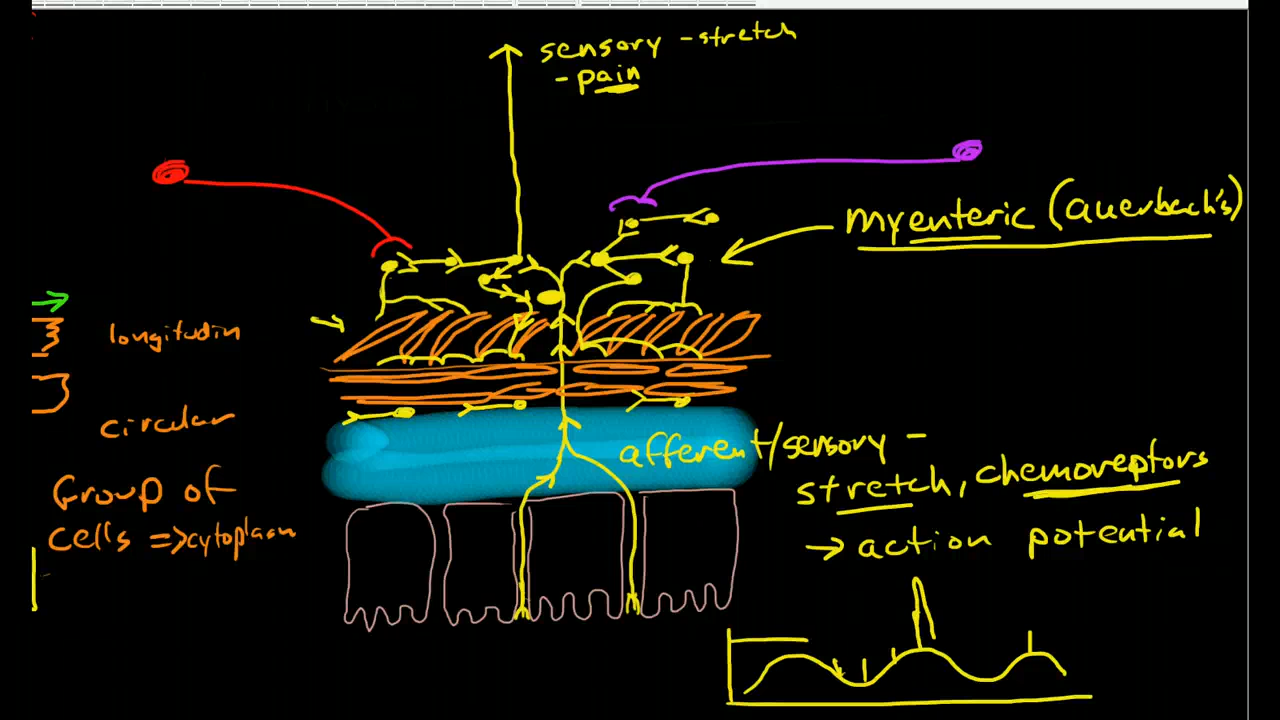 sensory - stretch
- pain
myenteric (auerbach's)
longitudin
circular
Group of
cells => cytoplasm
afferent/sensory -
stretch, chemoreptors
→ action potential